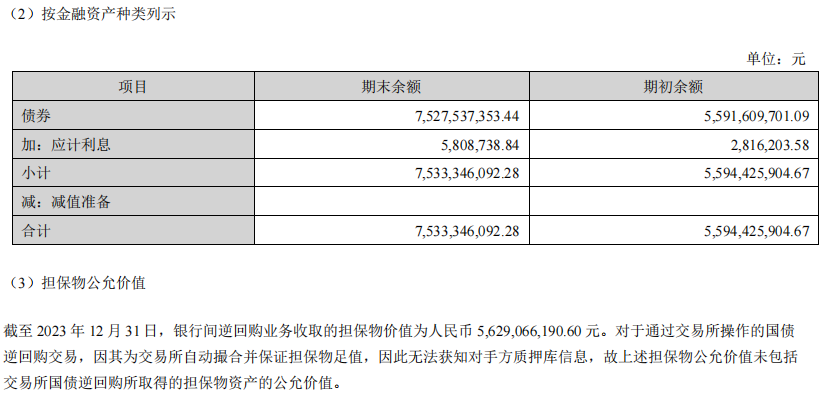 （2）按金融资产种类列示
单位：元
项目 期末余额 期初余额
债券 7,527,537,353.44 5,591,609,701.09
加：应计利息 5,808,738.84 2,816,203.58
小计 7,533,346,092.28 5,594,425,904.67
减：减值准备
合计 7,533,346,092.28 5,594,425,904.67
（3）担保物公允价值
截至 2023 年 12 月 31 日，银行间逆回购业务收取的担保物价值为人民币 5,629,066,190.60 元。对于通过交易所操作的国债
逆回购交易，因其为交易所自动撮合并保证担保物足值，因此无法获知对手方质押库信息，故上述担保物公允价值未包括
交易所国债逆回购所取得的担保物资产的公允价值。